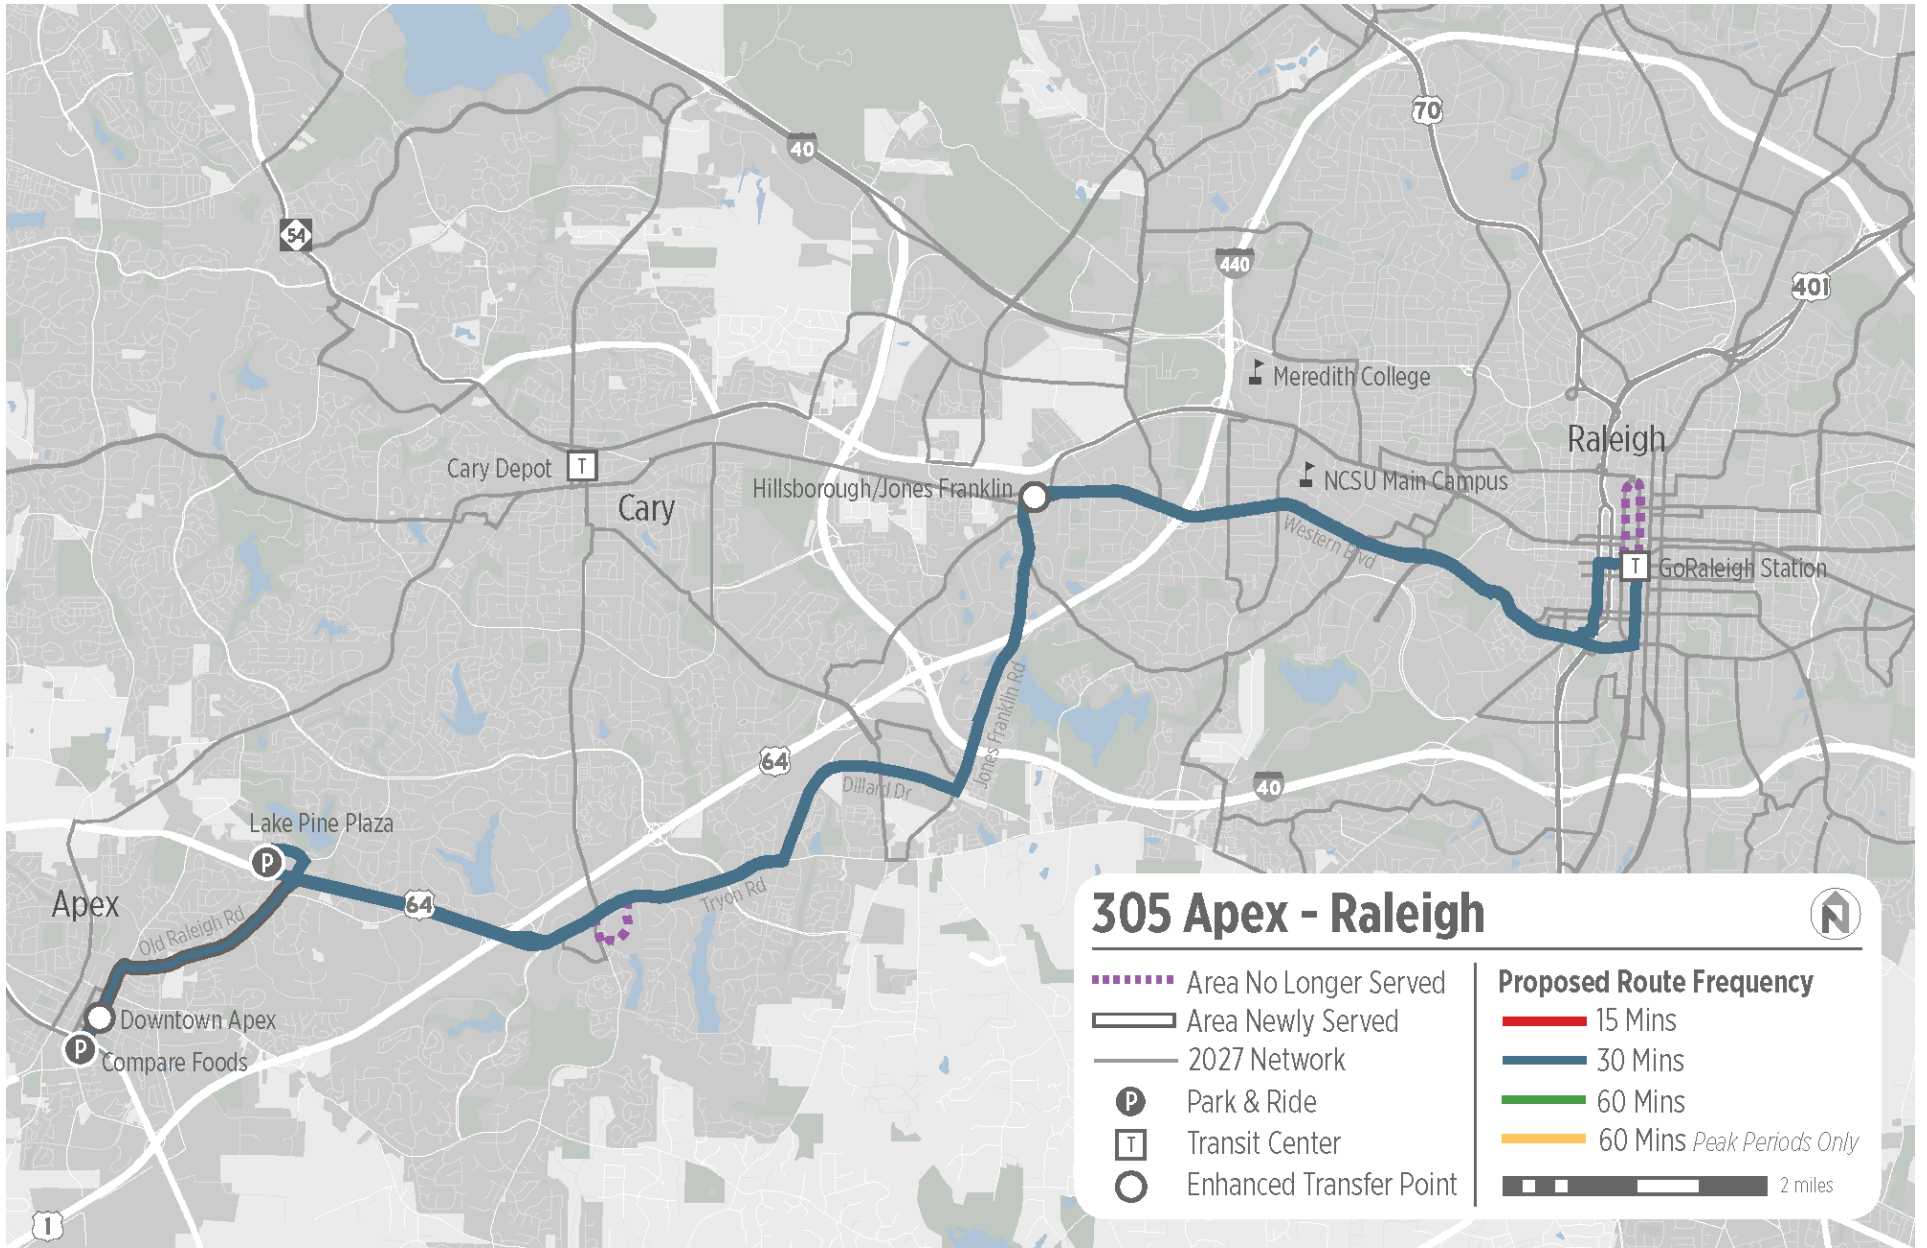 40
70
54
440
401
Meredith College
Raleigh
Cary Depot
T
Hillsborough/Jones Franklin
NCSU Main Campus
Cary
Western Blvd
T
GoRaleigh Station
Jones Franklin Rd
64
Dillard Dr
40
Lake Pine Plaza
P
Apex
64
Tryon Rd
Old Raleigh Rd
Downtown Apex
P
Compare Foods
1
305 Apex - Raleigh
N
Area No Longer Served
Area Newly Served
2027 Network
P
Park & Ride
T
Transit Center
Enhanced Transfer Point
Proposed Route Frequency
15 Mins
30 Mins
60 Mins
60 Mins Peak Periods Only
2 miles